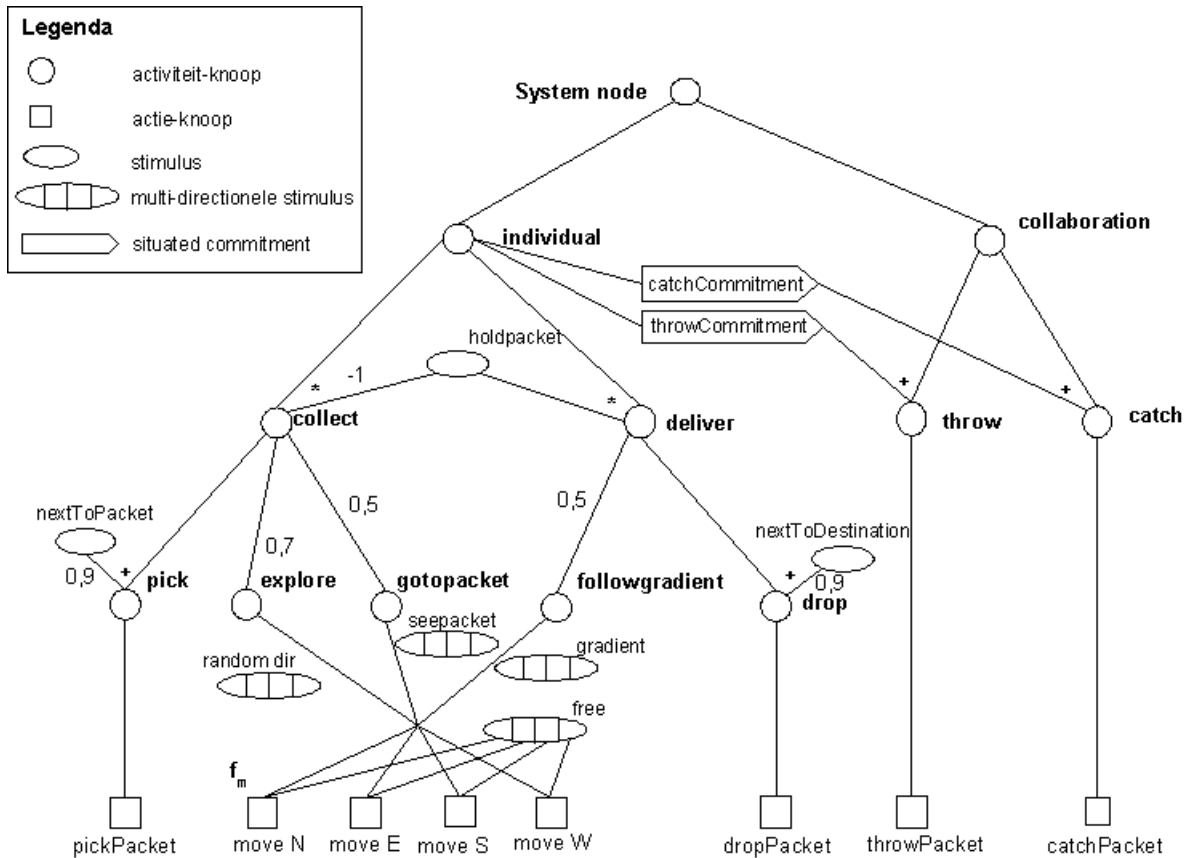 Legenda
activiteit-knoop
actie-knoop
stimulus
multi-directionele stimulus
situated commitment
System node
individual
collaboration
catchCommitment
throwCommitment
holdpacket
* -1
*
+
+
collect
deliver
throw
catch
nextToPacket
0,9
+
pick
0,7
explore
0,5
gotopacket
0,5
followgradient
nextToDestination
+
0,9
drop
seepacket
random dir
gradient
free
fm
pickPacket
move N
move E
move S
move W
dropPacket
throwPacket
catchPacket